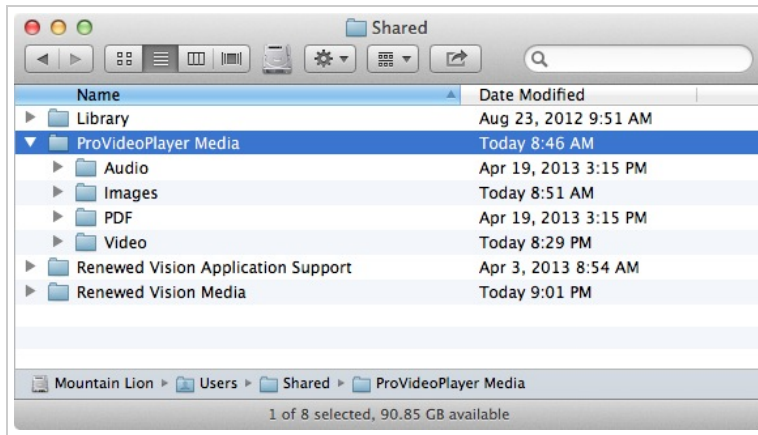 Shared
Name Date Modified
Library Aug 23, 2012 9:51 AM
ProVideoPlayer Media Today 8:46 AM
Audio Apr 19, 2013 3:15 PM
Images Today 8:51 AM
PDF Apr 19, 2013 3:15 PM
Video Today 8:29 PM
Renewed Vision Application Support Apr 3, 2013 8:54 AM
Renewed Vision Media Today 9:01 PM
Mountain Lion Users Shared ProVideoPlayer Media
1 of 8 selected, 90.85 GB available